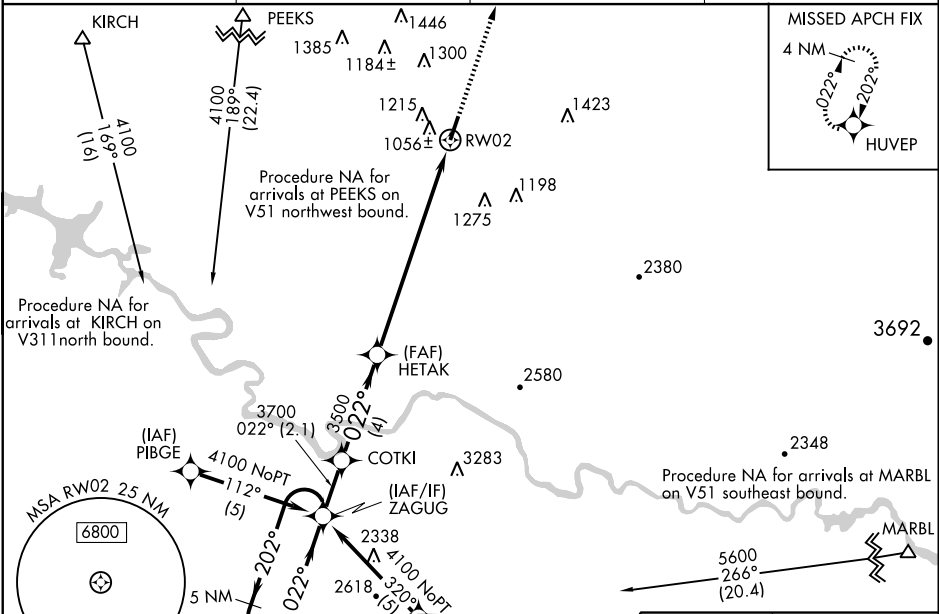 KIRCH
PEEKS
1446
1385
1184±
1300
MISSED APCH FIX
4 NM
022°
202°
HUVEP
4100
169°
(16)
4100
189°
(22.4)
1215
1056±
RW02
1423
Procedure NA for
arrivals at PEEKS on
V51 northwest bound.
1198
1275
2380
Procedure NA for
arrivals at KIRCH on
V311north bound.
3692
(FAF)
HETAK
2580
3500
022°
(4)
3700
022° (2.1)
(IAF)
PIBGE
COTKI
4100 NoPT
112°
(5)
3283
2348
(IAF/IF)
ZAGUG
Procedure NA for arrivals at MARBL
on V51 southeast bound.
MSA RW02 25 NM
6800
MARBL
2338
4100 NoPT
320°
(5)
2618
202°
022°
5 NM
5600
266°
(20.4)